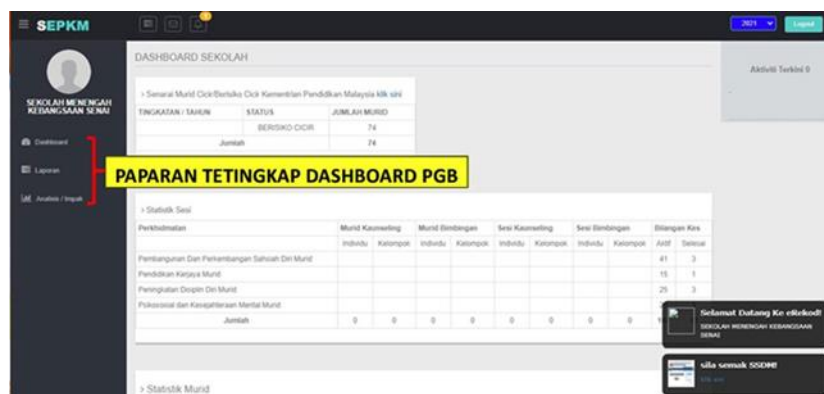 SEPKM
2021
Logout
DASHBOARD SEKOLAH
Aktiviti Terkini 0
> Senarai Murid Cicir/Berisiko Cicir Kementrian Pendidikan Malaysia klik sini
SEKOLAH MENENGAH
KEBANGSAAN SENAI
TINGKATAN / TAHUN STATUS JUMLAH MURID
BERISIKO CICIR 74
Jumlah 74
Dashboard
Laporan
Analisis / Impak
PAPARAN TETINGKAP DASHBOARD PGB
> Statistik Sesi
Perkhidmatan Murid Kaunseling Murid Bimbingan Sesi Kaunseling Sesi Bimbingan Bilangan Kes
Individu Kelompok Individu Kelompok Individu Kelompok Individu Kelompok Aktif Selesai
Pembangunan Dan Perkembangan Sahsiah Diri Murid 41 3
Pendidikan Kerjaya Murid 15 1
Peningkatan Disiplin Diri Murid 25 3
Psikososial dan Kesejahteraan Mental Murid
Jumlah 0 0 0 0 0 0 0 0
Selamat Datang Ke eRekod!
SEKOLAH MENENGAH KEBANGSAAN
SENAI
sila semak SSDM!
klik sini
> Statistik Murid